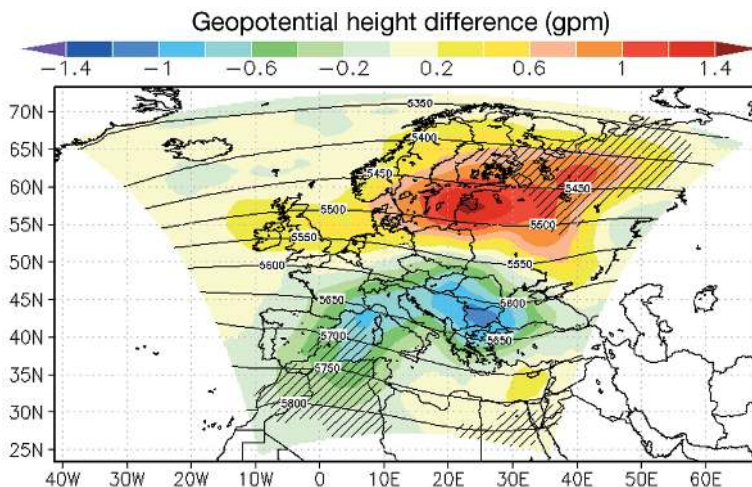 Geopotential height difference (gpm)
−1.4 −1 −0.6 −0.2 0.2 0.6 1 1.4
70N
65N
60N
55N
50N
45N
40N
35N
30N
25N
5350
5400
5450
5450
5500
5500
5550
5550
5600
5600
5650
5650
5700
5750
5800
40W 30W 20W 10W 0 10E 20E 30E 40E 50E 60E